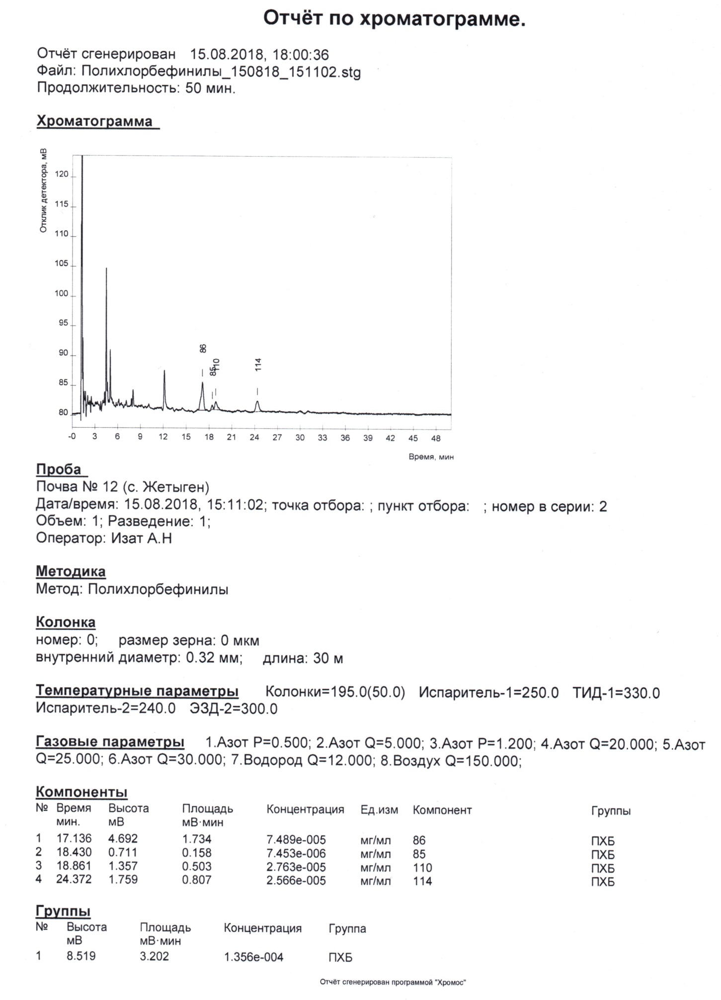 Отчёт по хроматограмме.
Отчёт сгенерирован 15.08.2018, 18:00:36
Файл: Полихлорбефинилы_150818_151102.stg
Продолжительность: 50 мин.
Хроматограмма
Отклик детектора, мВ
120
115
110
105
100
95
90
85
80
86
85
110
114
-0 3 6 9 12 15 18 21 24 27 30 33 36 39 42 45 48
Время, мин
Проба
Почва № 12 (с. Жетыген)
Дата/время: 15.08.2018, 15:11:02; точка отбора: ; пункт отбора: ; номер в серии: 2
Объем: 1; Разведение: 1;
Оператор: Изат А.Н
Методика
Метод: Полихлорбефинилы
Колонка
номер: 0; размер зерна: 0 мкм
внутренний диаметр: 0.32 мм; длина: 30 м
Температурные параметры Колонки=195.0(50.0) Испаритель-1=250.0 ТИД-1=330.0
Испаритель-2=240.0 ЭЗД-2=300.0
Газовые параметры 1.Азот P=0.500; 2.Азот Q=5.000; 3.Азот P=1.200; 4.Азот Q=20.000; 5.Азот
Q=25.000; 6.Азот Q=30.000; 7.Водород Q=12.000; 8.Воздух Q=150.000;
Компоненты
№ Время Высота Площадь Концентрация Ед.изм Компонент Группы
мин. мВ мВ·мин
1 17.136 4.692 1.734 7.489e-005 мг/мл 86 ПХБ
2 18.430 0.711 0.158 7.453e-006 мг/мл 85 ПХБ
3 18.861 1.357 0.503 2.763e-005 мг/мл 110 ПХБ
4 24.372 1.759 0.807 2.566e-005 мг/мл 114 ПХБ
Группы
№ Высота Площадь Концентрация Группа
мВ мВ·мин
1 8.519 3.202 1.356e-004 ПХБ
Отчёт сгенерирован программой "Хромос"